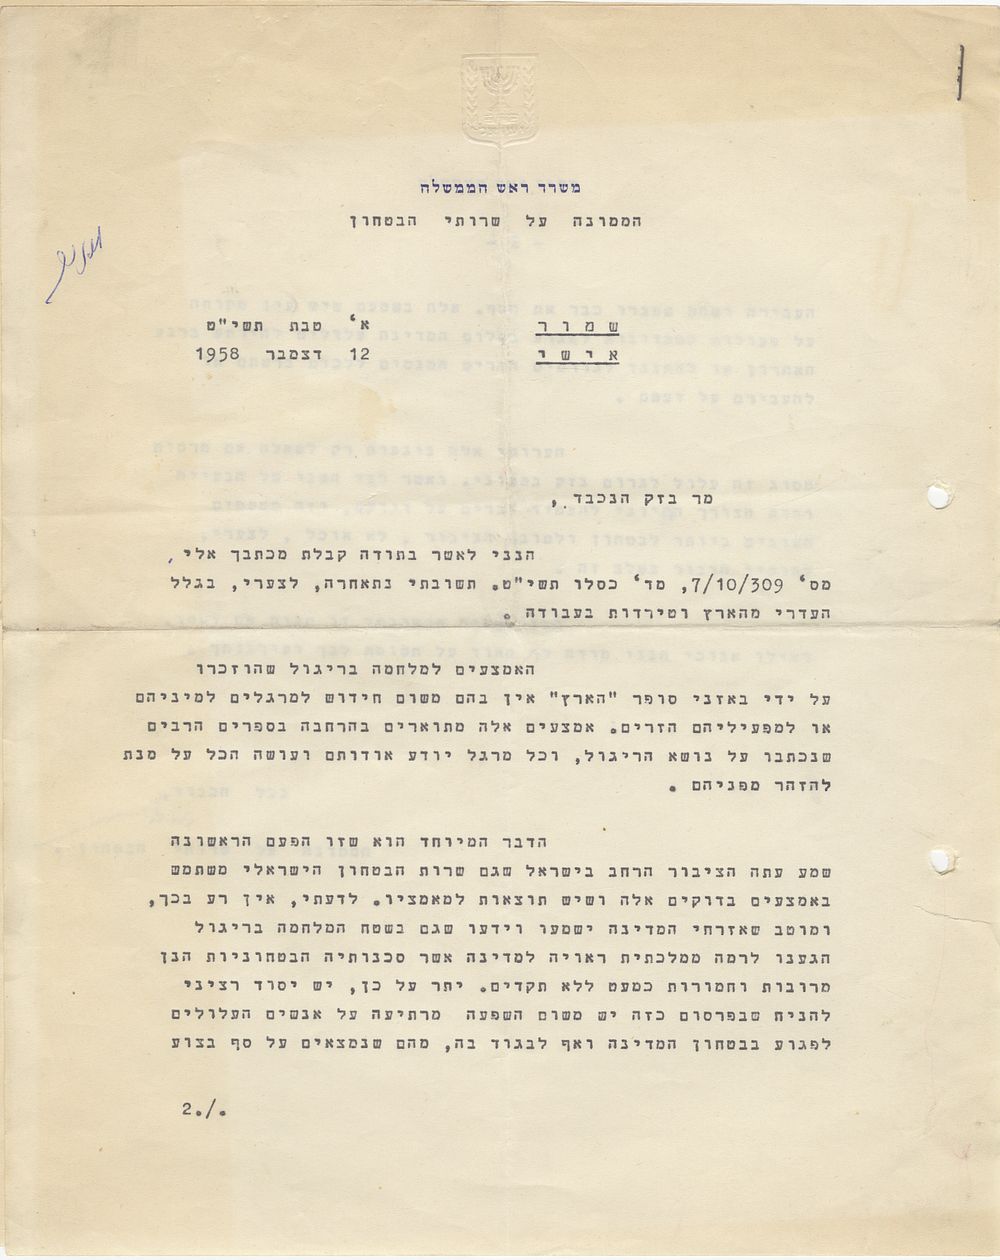 משרד ראש הממשלה
הממונה על שרותי הבטחון
שמור
אישי
א' טבת תשי"ט
12 דצמבר 1958
מר בזק הנכבד,
הנני לאשר בתודה קבלת מכתבך אלי,
מס' 7/10/309, מד' כסלו תשי"ט. תשובתי נתאחרה, לצערי, בגלל
העדרי מהארץ וטירדות בעבודה.
האמצעים למלחמה בריגול שהוזכרו
על ידי באזני סופר "הארץ" אין בהם משום חידוש למרגלים למיניהם
או למפעיליהם הזרים. אמצעים אלה מתוארים בהרחבה בספרים הרבים
שנכתבו על נושא הריגול, וכל מרגל יודע אודותם ועושה הכל על מנת
להזהר מפניהם.
הדבר המיוחד הוא שזו הפעם הראשונה
שמע עתה הציבור הרחב בישראל שגם שרות הבטחון הישראלי משתמש
באמצעים בדוקים אלה ושיש תוצאות למאמציו. לדעתי, אין רע בכך,
ומוטב שאזרחי המדינה ישמעו וידעו שגם בשטח המלחמה בריגול
הגענו לרמה ממלכתית ראויה למדינה אשר סכנותיה הבטחוניות הנן
מרובות וחמורות כמעט ללא תקדים. יתר על כן, יש יסוד רציני
להניח שבפרסום כזה יש משום השפעה מרתיעה על אנשים העלולים
לפגוע בבטחון המדינה ואף לבגוד בה, מהם שנמצאים על סף בצוע
2./.